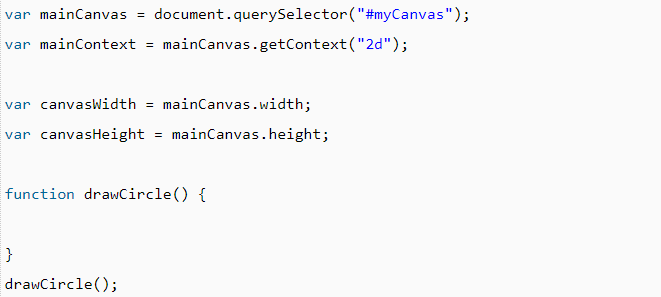 var mainCanvas = document.querySelector("#myCanvas");
var mainContext = mainCanvas.getContext("2d");
var canvasWidth = mainCanvas.width;
var canvasHeight = mainCanvas.height;
function drawCircle() {
}
drawCircle();